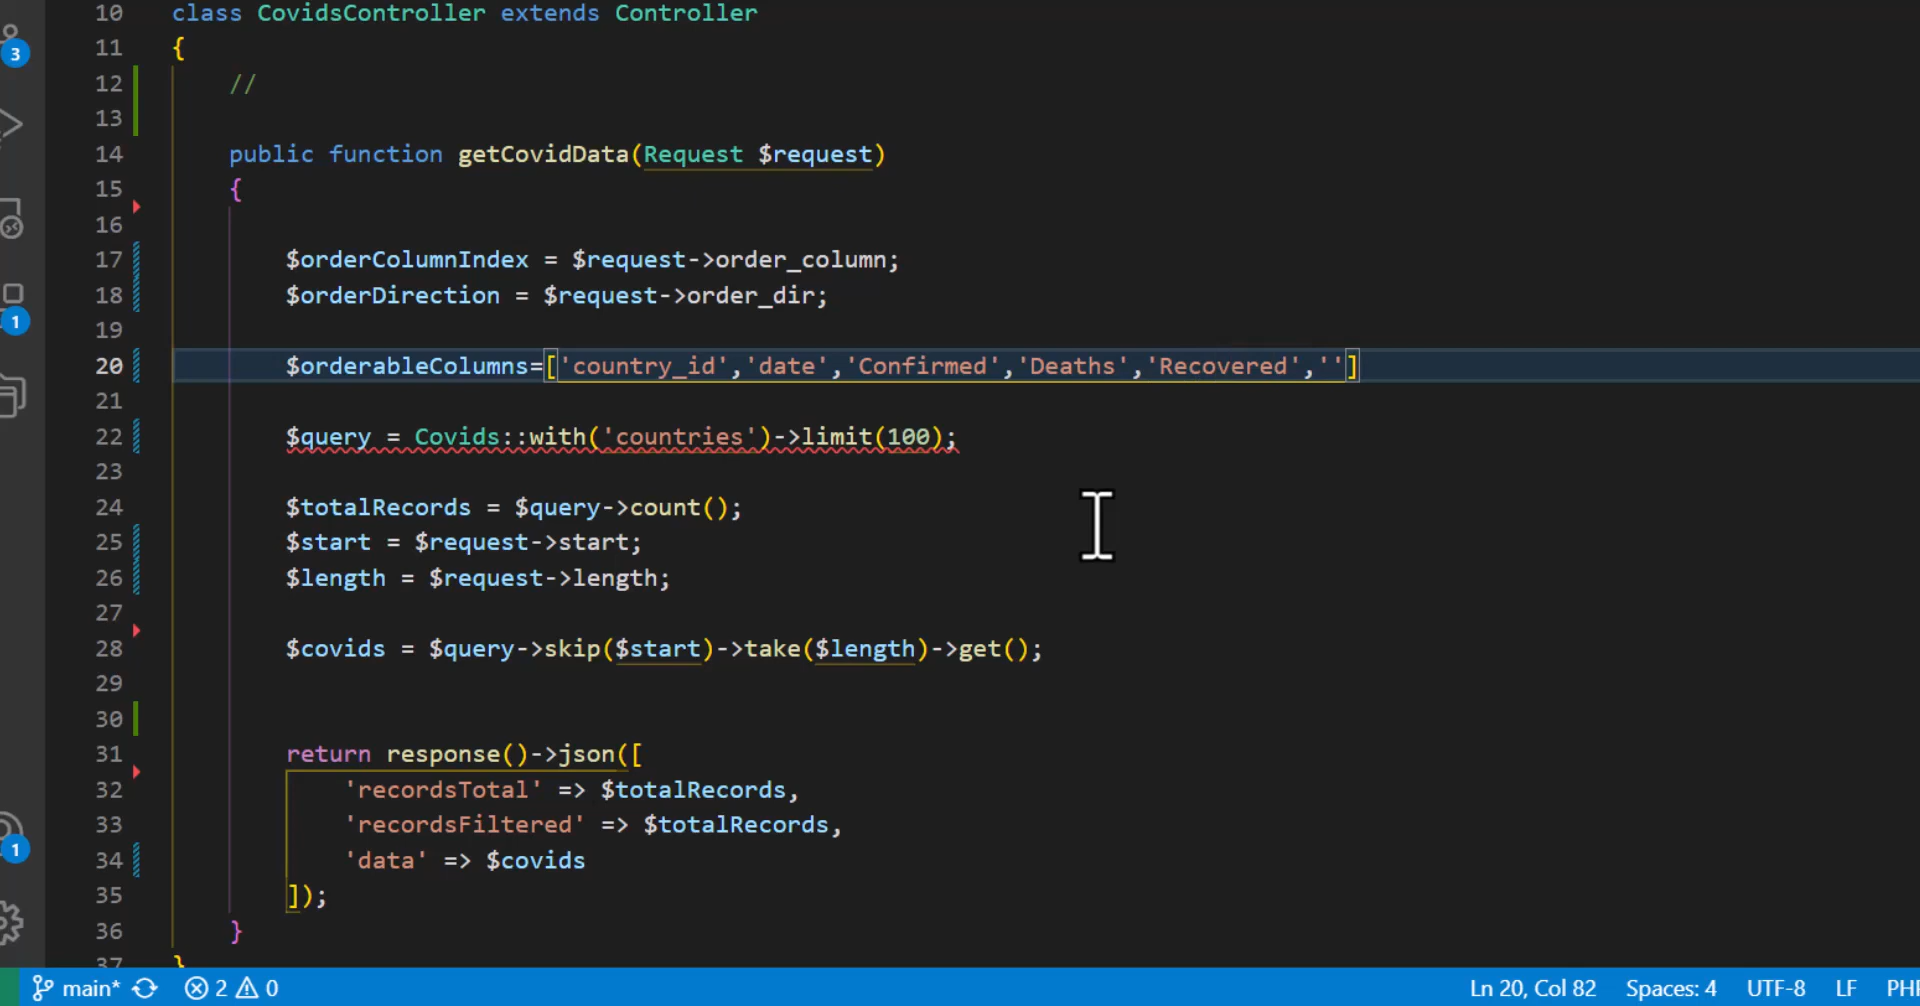 10 class CovidsController extends Controller
11 {
12 //
13
14 public function getCovidData(Request $request)
15 {
16
17 $orderColumnIndex = $request->order_column;
18 $orderDirection = $request->order_dir;
19
20 $orderableColumns=['country_id','date','Confirmed','Deaths','Recovered','']
21
22 $query = Covids::with('countries')->limit(100);
23
24 $totalRecords = $query->count();
25 $start = $request->start;
26 $length = $request->length;
27
28 $covids = $query->skip($start)->take($length)->get();
29
30
31 return response()->json([
32 'recordsTotal' => $totalRecords,
33 'recordsFiltered' => $totalRecords,
34 'data' => $covids
35 ]);
36 }
37 }
3
1
1
main* 2 0 Ln 20, Col 82 Spaces: 4 UTF-8 LF PH